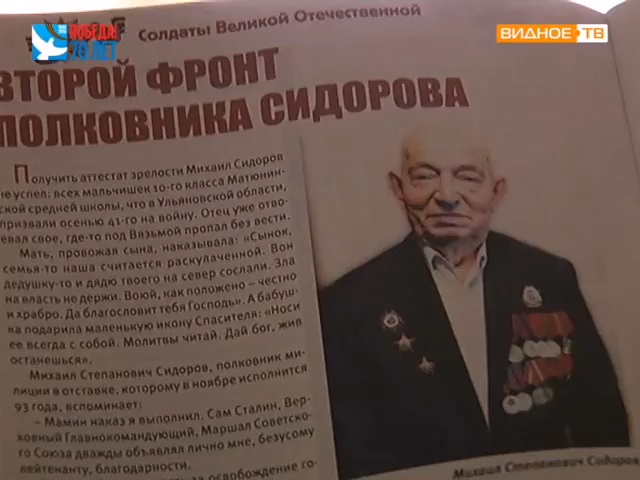 ПОБЕДА!
70 ЛЕТ
Солдаты Великой Отечественной
ВИДНОЕ ТВ
ВТОРОЙ ФРОНТ
ПОЛКОВНИКА СИДОРОВА
Получить аттестат зрелости Михаил Сидоров
не успел: всех мальчишек 10-го класса Матюнин-
ской средней школы, что в Ульяновской области,
призвали осенью 41-го на войну. Отец уже отво-
евал свое, где-то под Вязьмой пропал без вести.
Мать, провожая сына, наказывала: «Сынок,
семья-то наша считается раскулаченной. Вон
дедушку-то и дядю твоего на север сослали. Зла
на власть не держи. Воюй, как положено – честно
и храбро. Да благословит тебя Господь». А бабуш-
ка подарила маленькую икону Спасителя: «Носи
ее всегда с собой. Молитвы читай. Дай бог, жив
останешься».
Михаил Степанович Сидоров, полковник ми-
лиции в отставке, которому в ноябре исполнится
93 года, вспоминает:
– Мамин наказ я выполнил. Сам Сталин, Вер-
ховный Главнокомандующий, Маршал Советско-
го Союза дважды объявлял лично мне, безусому
лейтенанту, благодарности.
за освобождение го-
Михаил Степанович Сидоров